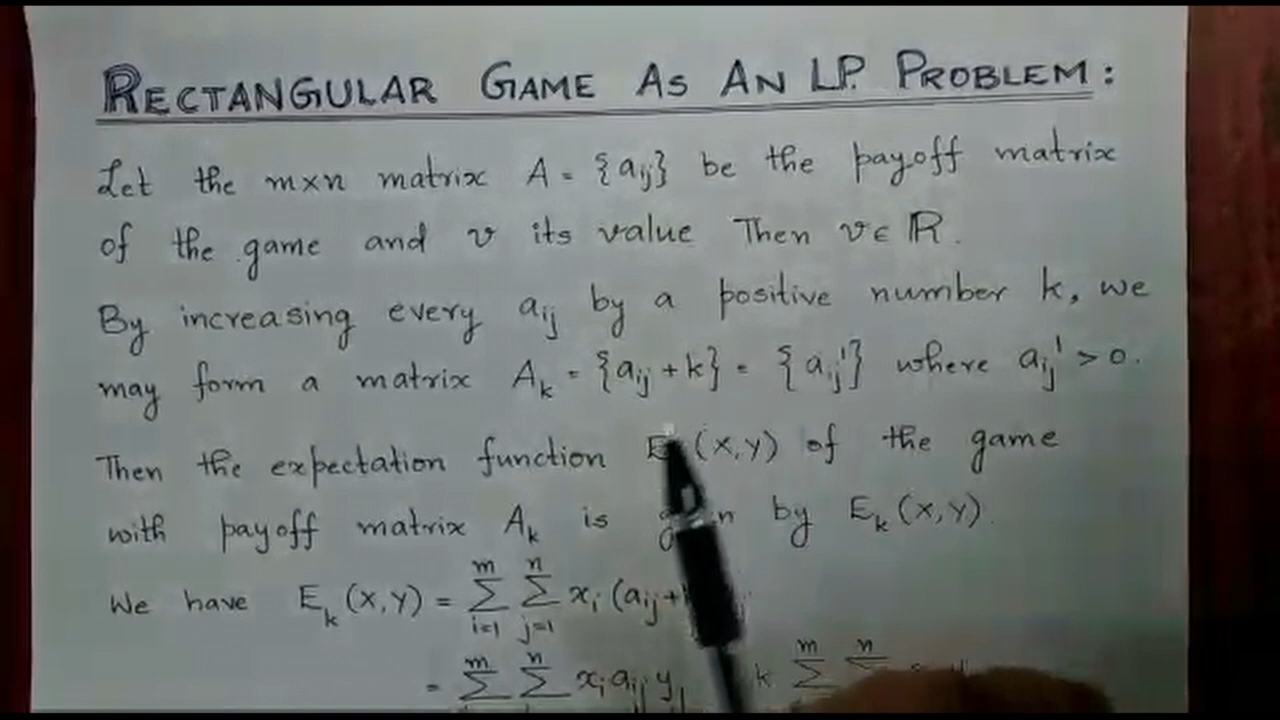 RECTANGULAR GAME AS AN LP. PROBLEM:
Let the m×n matrix A = {aij} be the payoff matrix
of the game and v its value Then v∈ ℝ.
By increasing every aij by a positive number k, we
may form a matrix Ak = {aij + k} = {aij'} where aij' > 0.
Then the expectation function E (X,Y) of the game
with payoff matrix Ak is by Ek(X,Y).
We have Ek(X,Y) = m∑i=1 n∑j=1 xi (aij +
= m∑ n∑ xi aij yj k m∑ n∑